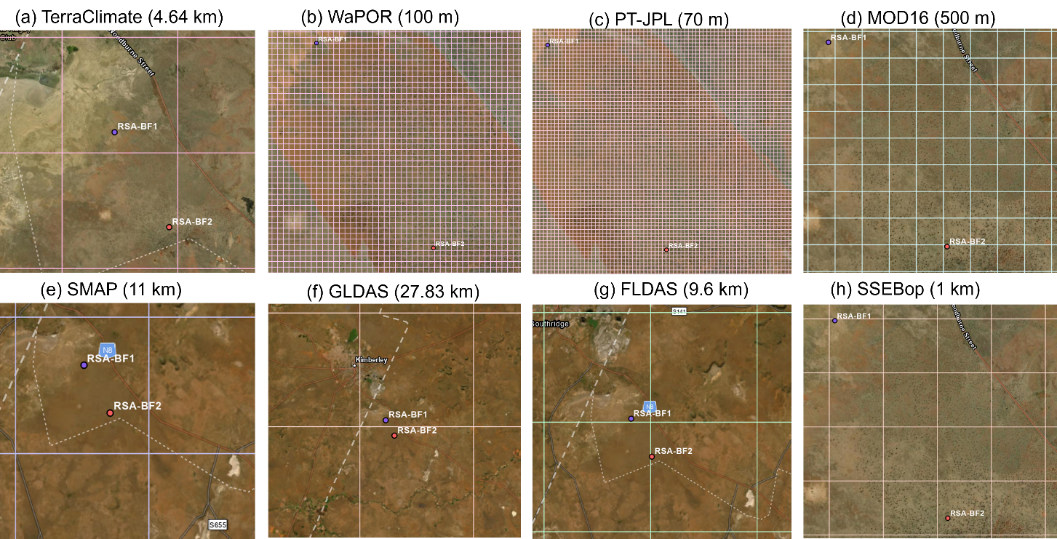 (a) TerraClimate (4.64 km)
(b) WaPOR (100 m)
(c) PT-JPL (70 m)
(d) MOD16 (500 m)
RSA-BF1
RSA-BF2
RSA-BF1
RSA-BF2
RSA-BF1
RSA-BF2
RSA-BF1
RSA-BF2
(e) SMAP (11 km)
(f) GLDAS (27.83 km)
(g) FLDAS (9.6 km)
(h) SSEBop (1 km)
N8
RSA-BF1
RSA-BF2
S655
Kimberley
RSA-BF1
RSA-BF2
S141
Southridge
N8
RSA-BF1
RSA-BF2
RSA-BF1
RSA-BF2